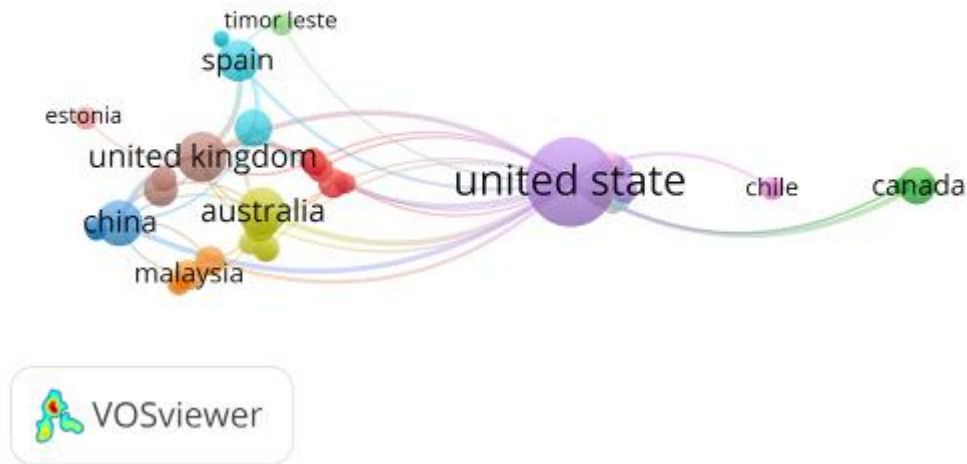 timor leste
spain
estonia
united kingdom
united state
chile
canada
australia
china
malaysia
VOSviewer